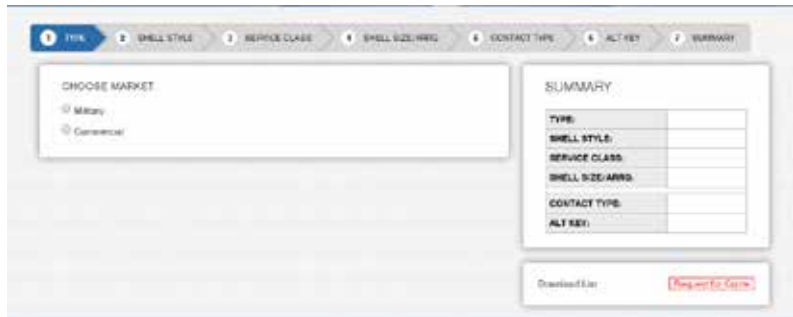 1 TYPE 2 SHELL STYLE 3 SERVICE CLASS 4 SHELL SIZE/ARRG 5 CONTACT TYPE 6 ALT KEY 7 SUMMARY
CHOOSE MARKET
Military
Commercial
SUMMARY
TYPE:
SHELL STYLE:
SERVICE CLASS:
SHELL SIZE/ARRG:
CONTACT TYPE:
ALT KEY:
Download List
Request for Quote